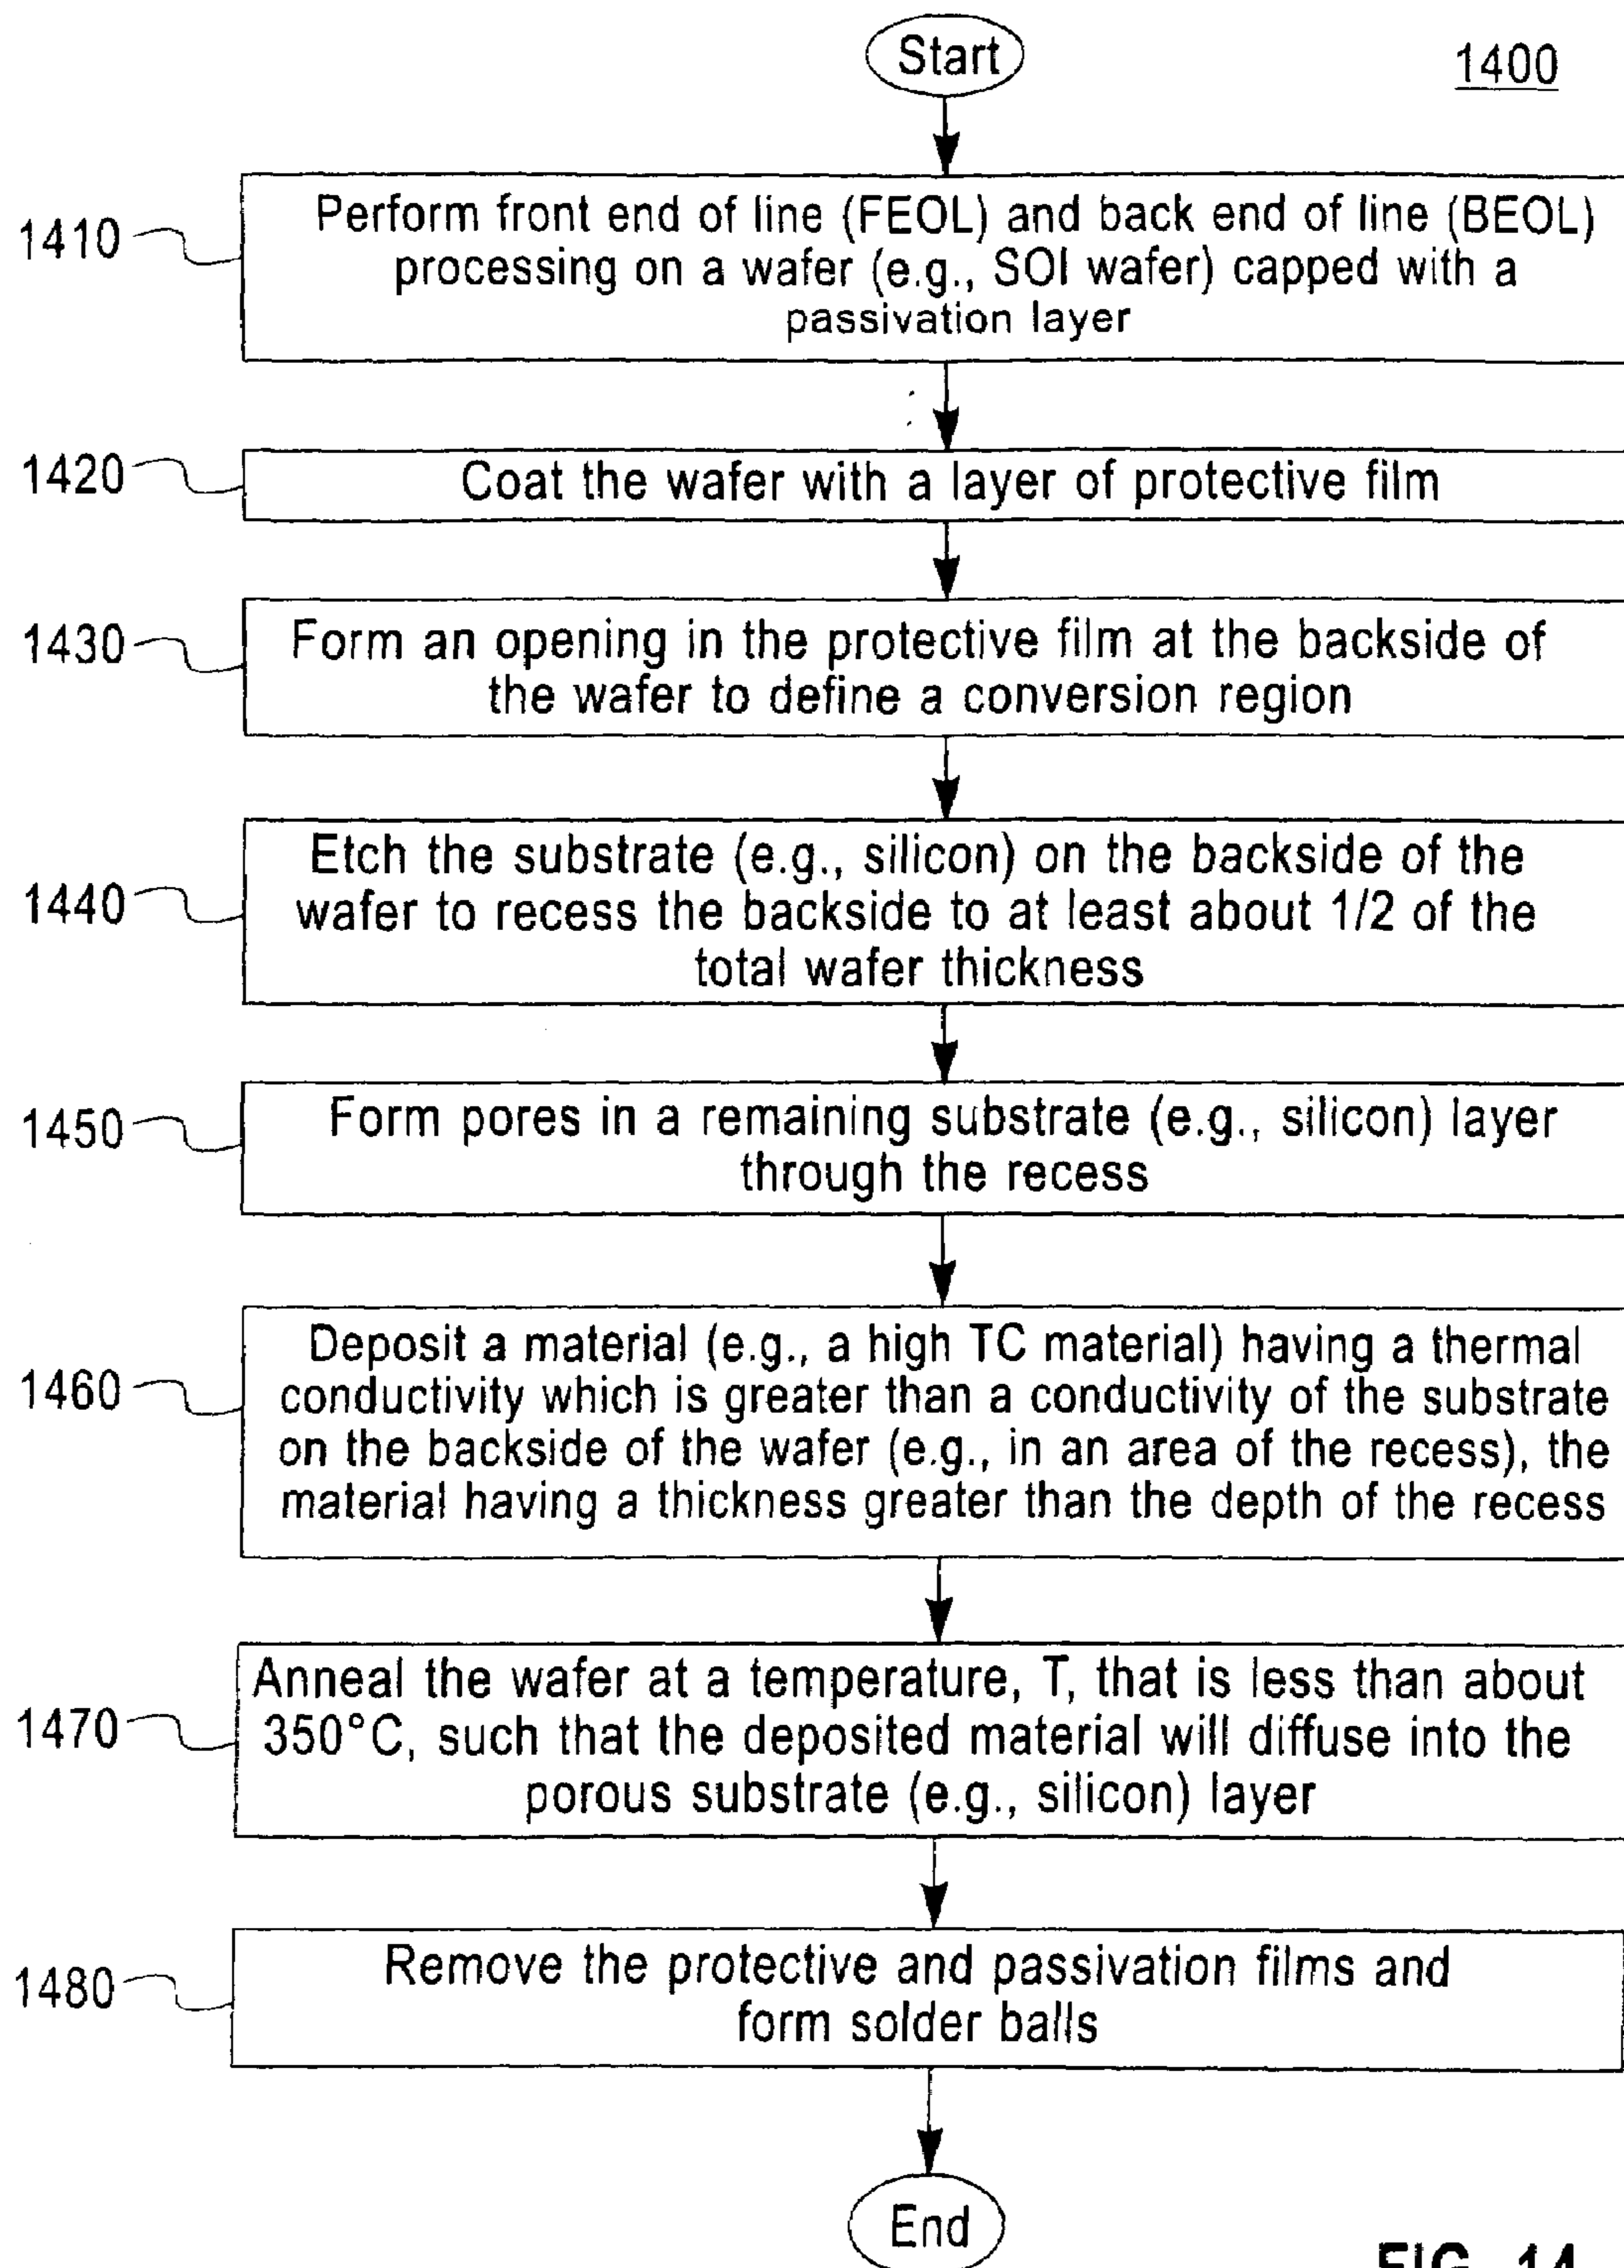 Start
1400
1410
Perform front end of line (FEOL) and back end of line (BEOL)
processing on a wafer (e.g., SOI wafer) capped with a
passivation layer
1420
Coat the wafer with a layer of protective film
1430
Form an opening in the protective film at the backside of
the wafer to define a conversion region
1440
Etch the substrate (e.g., silicon) on the backside of the
wafer to recess the backside to at least about 1/2 of the
total wafer thickness
1450
Form pores in a remaining substrate (e.g., silicon) layer
through the recess
1460
Deposit a material (e.g., a high TC material) having a thermal
conductivity which is greater than a conductivity of the substrate
on the backside of the wafer (e.g., in an area of the recess), the
material having a thickness greater than the depth of the recess
1470
Anneal the wafer at a temperature, T, that is less than about
350°C, such that the deposited material will diffuse into the
porous substrate (e.g., silicon) layer
1480
Remove the protective and passivation films and
form solder balls
End
FIG. 14